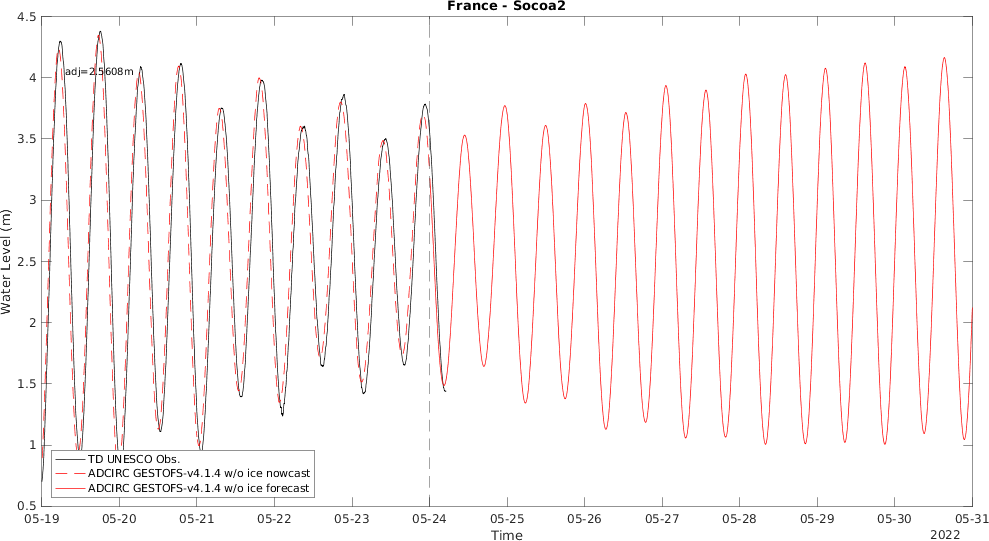 France - Socoa2
4.5
4
3.5
3
2.5
2
1.5
1
0.5
Water Level (m)
adj=2.5608m
TD UNESCO Obs.
ADCIRC GESTOFS-v4.1.4 w/o ice nowcast
ADCIRC GESTOFS-v4.1.4 w/o ice forecast
05-19 05-20 05-21 05-22 05-23 05-24 05-25 05-26 05-27 05-28 05-29 05-30 05-31
Time
2022